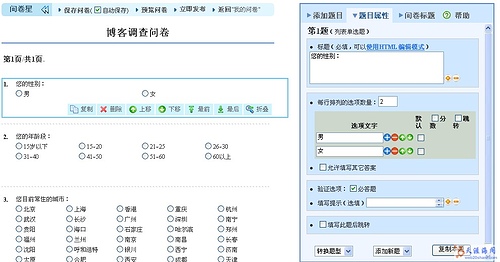 问卷星 保存问卷(自动保存) 预览问卷 立即发布 返回"我的问卷"
博客调查问卷
第1页/共1页.
1. 您的性别:
男 女
复制 删除 上移 下移 最前 最后 折叠
2. 您的年龄段:
15岁以下 15-20 21-25 26-30
31-40 41-50 51-60 60以上
3. 您目前常住的城市:
北京 上海 香港 重庆 杭州
武汉 长沙 广州 深圳 南宁
贵阳 海口 石家庄 哈尔滨 郑州
福州 兰州 南京 南昌 长春
沈阳 呼和浩特 银川 西宁 济南
太原 合肥 西安 成都 天津
添加题目 题目属性 问卷标题 帮助
第1题(列表单选题)
标题(必填,可以使用HTML编辑模式)
您的性别:
每行排列的选项数量: 2
选项文字 默认 分数 跳转
男
女
允许填写其它答案
验证选项: 必答题
填写提示(选填)
填写此题后跳转
转换题型 添加新题 复制本